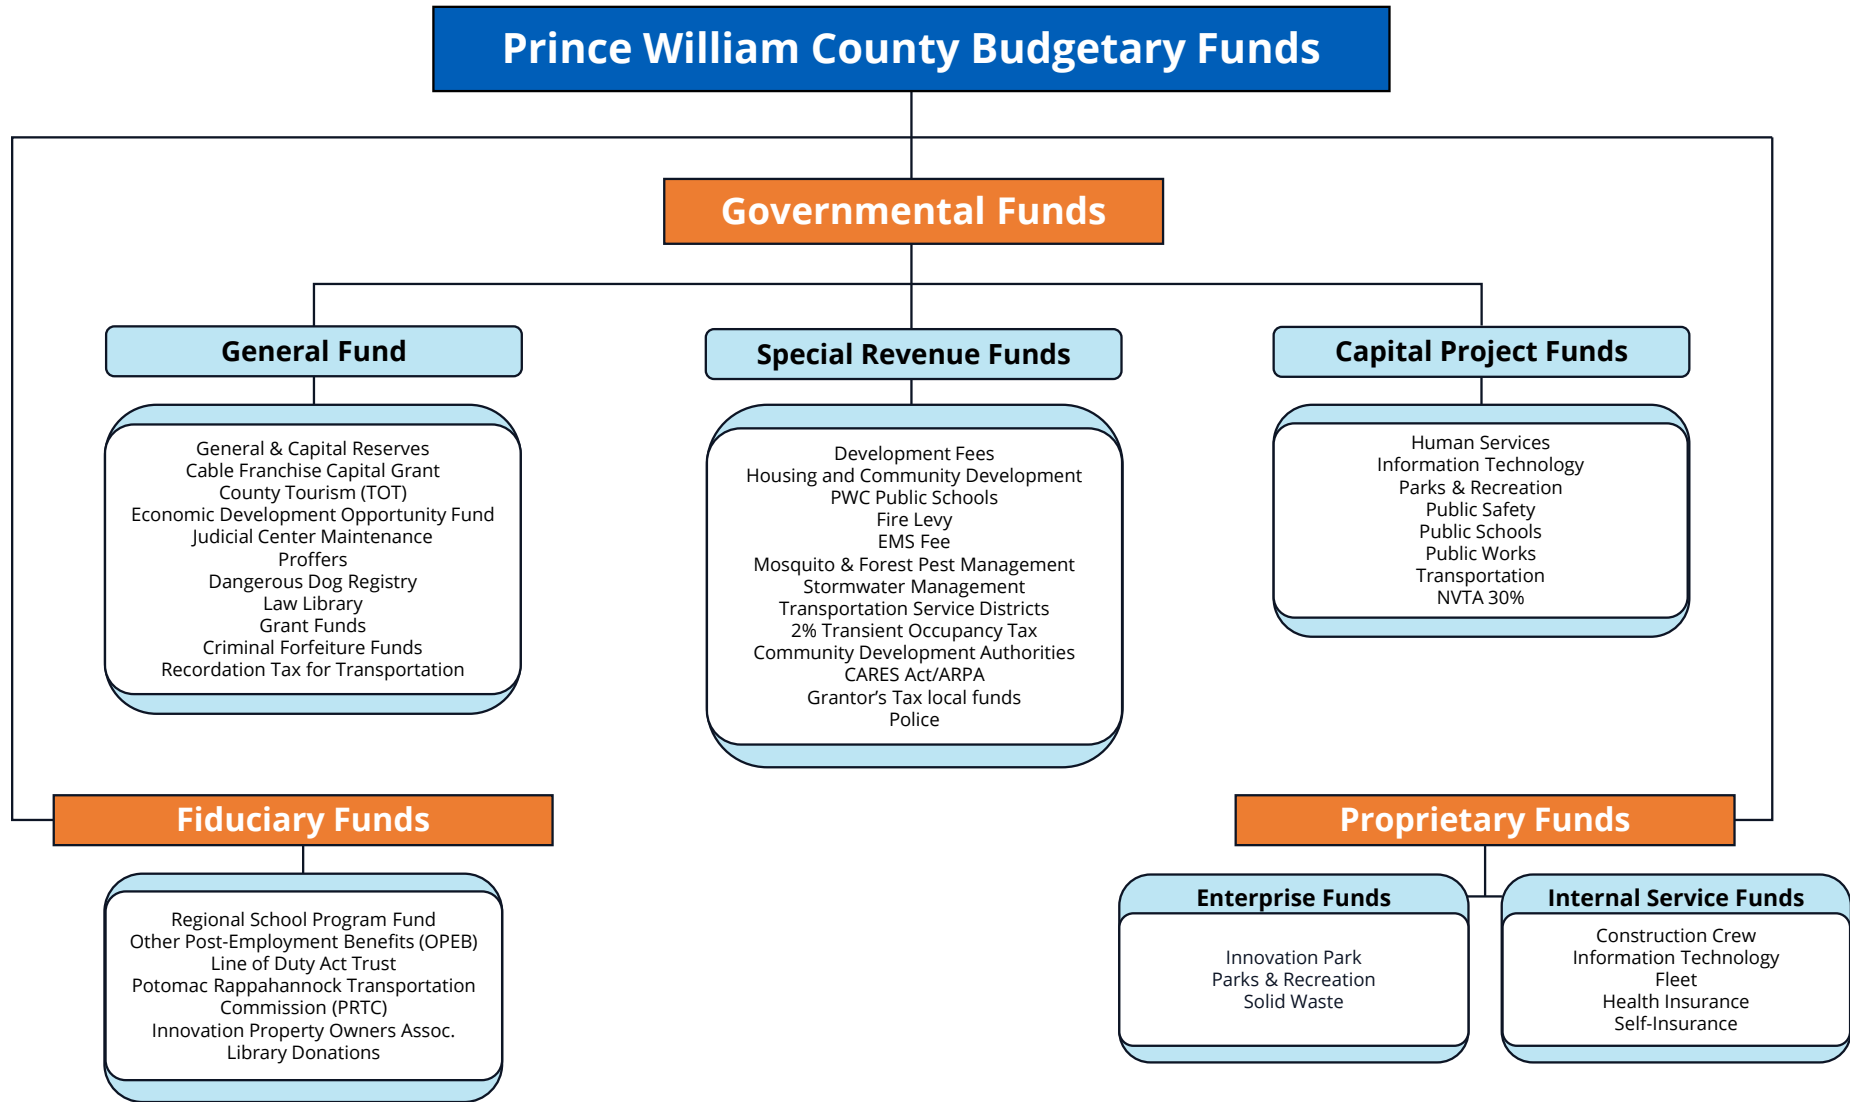 Prince William County Budgetary Funds
Governmental Funds
General Fund
General & Capital Reserves
Cable Franchise Capital Grant
County Tourism (TOT)
Economic Development Opportunity Fund
Judicial Center Maintenance
Proffers
Dangerous Dog Registry
Law Library
Grant Funds
Criminal Forfeiture Funds
Recordation Tax for Transportation
Special Revenue Funds
Development Fees
Housing and Community Development
PWC Public Schools
Fire Levy
EMS Fee
Mosquito & Forest Pest Management
Stormwater Management
Transportation Service Districts
2% Transient Occupancy Tax
Community Development Authorities
CARES Act/ARPA
Grantor’s Tax local funds
Police
Capital Project Funds
Human Services
Information Technology
Parks & Recreation
Public Safety
Public Schools
Public Works
Transportation
NVTA 30%
Fiduciary Funds
Regional School Program Fund
Other Post-Employment Benefits (OPEB)
Line of Duty Act Trust
Potomac Rappahannock Transportation
Commission (PRTC)
Innovation Property Owners Assoc.
Library Donations
Proprietary Funds
Enterprise Funds
Innovation Park
Parks & Recreation
Solid Waste
Internal Service Funds
Construction Crew
Information Technology
Fleet
Health Insurance
Self-Insurance